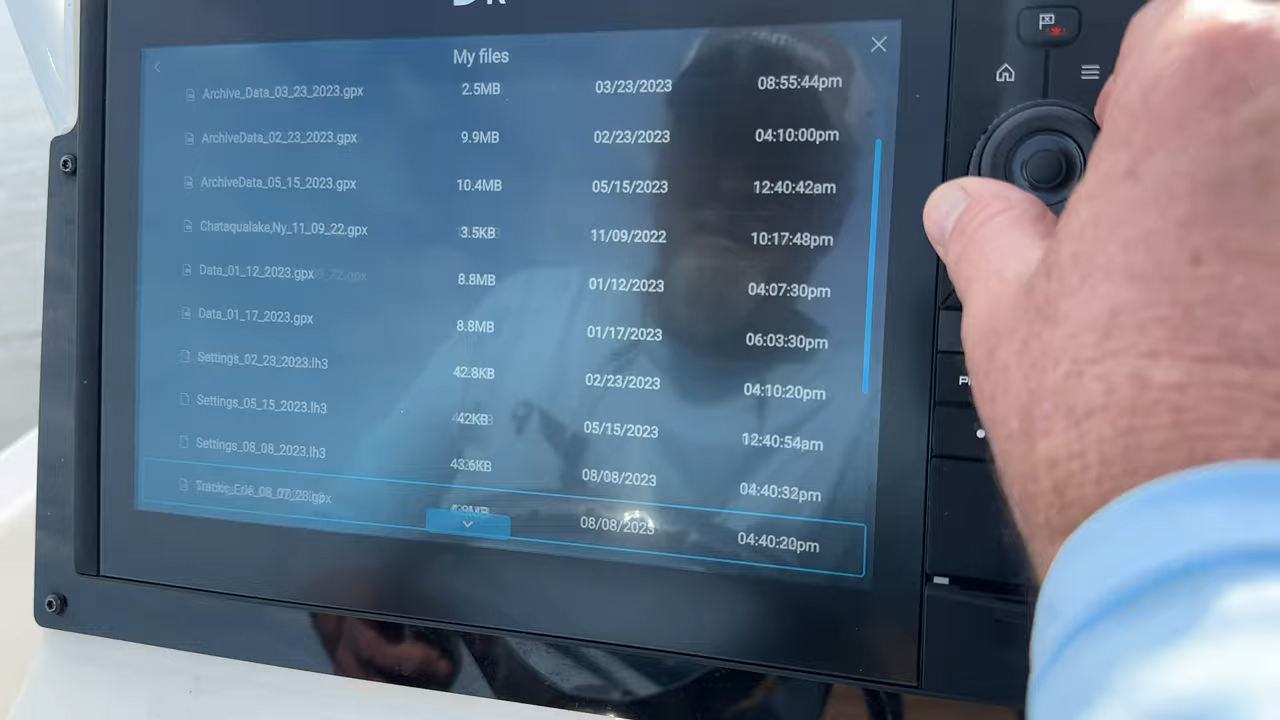 My files
Archive_Data_03_23_2023.gpx 2.5MB 03/23/2023 08:55:44pm
ArchiveData_02_23_2023.gpx 9.9MB 02/23/2023 04:10:00pm
ArchiveData_05_15_2023.gpx 10.4MB 05/15/2023 12:40:42am
Chataqualake,Ny_11_09_22.gpx 3.5KB 11/09/2022 10:17:48pm
Data_01_12_2023.gpx 8.8MB 01/12/2023 04:07:30pm
Data_01_17_2023.gpx 8.8MB 01/17/2023 06:03:30pm
Settings_02_23_2023.lh3 42.8KB 02/23/2023 04:10:20pm
Settings_05_15_2023.lh3 42KB 05/15/2023 12:40:54am
Settings_08_08_2023.lh3 43.6KB 08/08/2023 04:40:32pm
08/08/2023 04:40:20pm